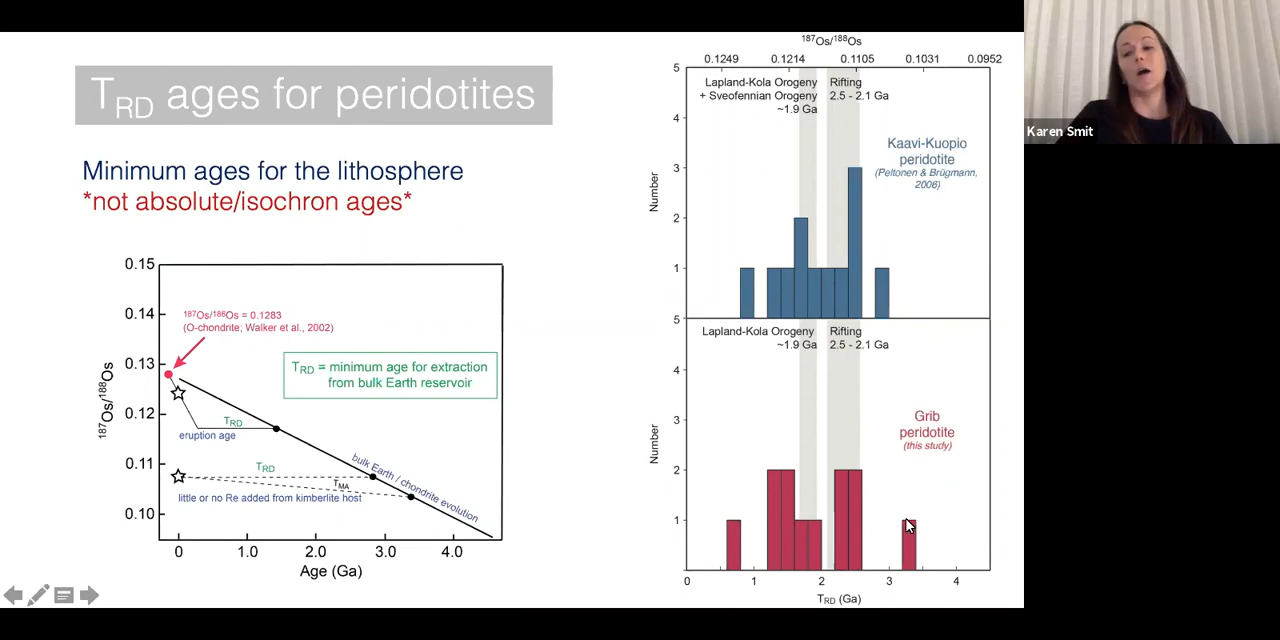 T_RD ages for peridotites
Minimum ages for the lithosphere
*not absolute/isochron ages*
0.15
0.14
0.13
0.12
0.11
0.10
187Os/188Os
187Os/188Os = 0.1283
(O-chondrite; Walker et al., 2002)
TRD = minimum age for extraction
from bulk Earth reservoir
TRD
eruption age
TRD
TMA
bulk Earth / chondrite evolution
little or no Re added from kimberlite host
0
1.0
2.0
3.0
4.0
Age (Ga)
187Os/188Os
0.1249
0.1214
0.1105
0.1031
0.0952
5
4
3
2
1
Number
Lapland-Kola Orogeny
+ Sveofennian Orogeny
~1.9 Ga
Rifting
2.5 - 2.1 Ga
Kaavi-Kuopio
peridotite
(Peltonen & Brügmann,
2006)
5
4
3
2
1
Number
Lapland-Kola Orogeny
~1.9 Ga
Rifting
2.5 - 2.1 Ga
Grib
peridotite
(this study)
0
1
2
3
4
TRD (Ga)
Karen Smit